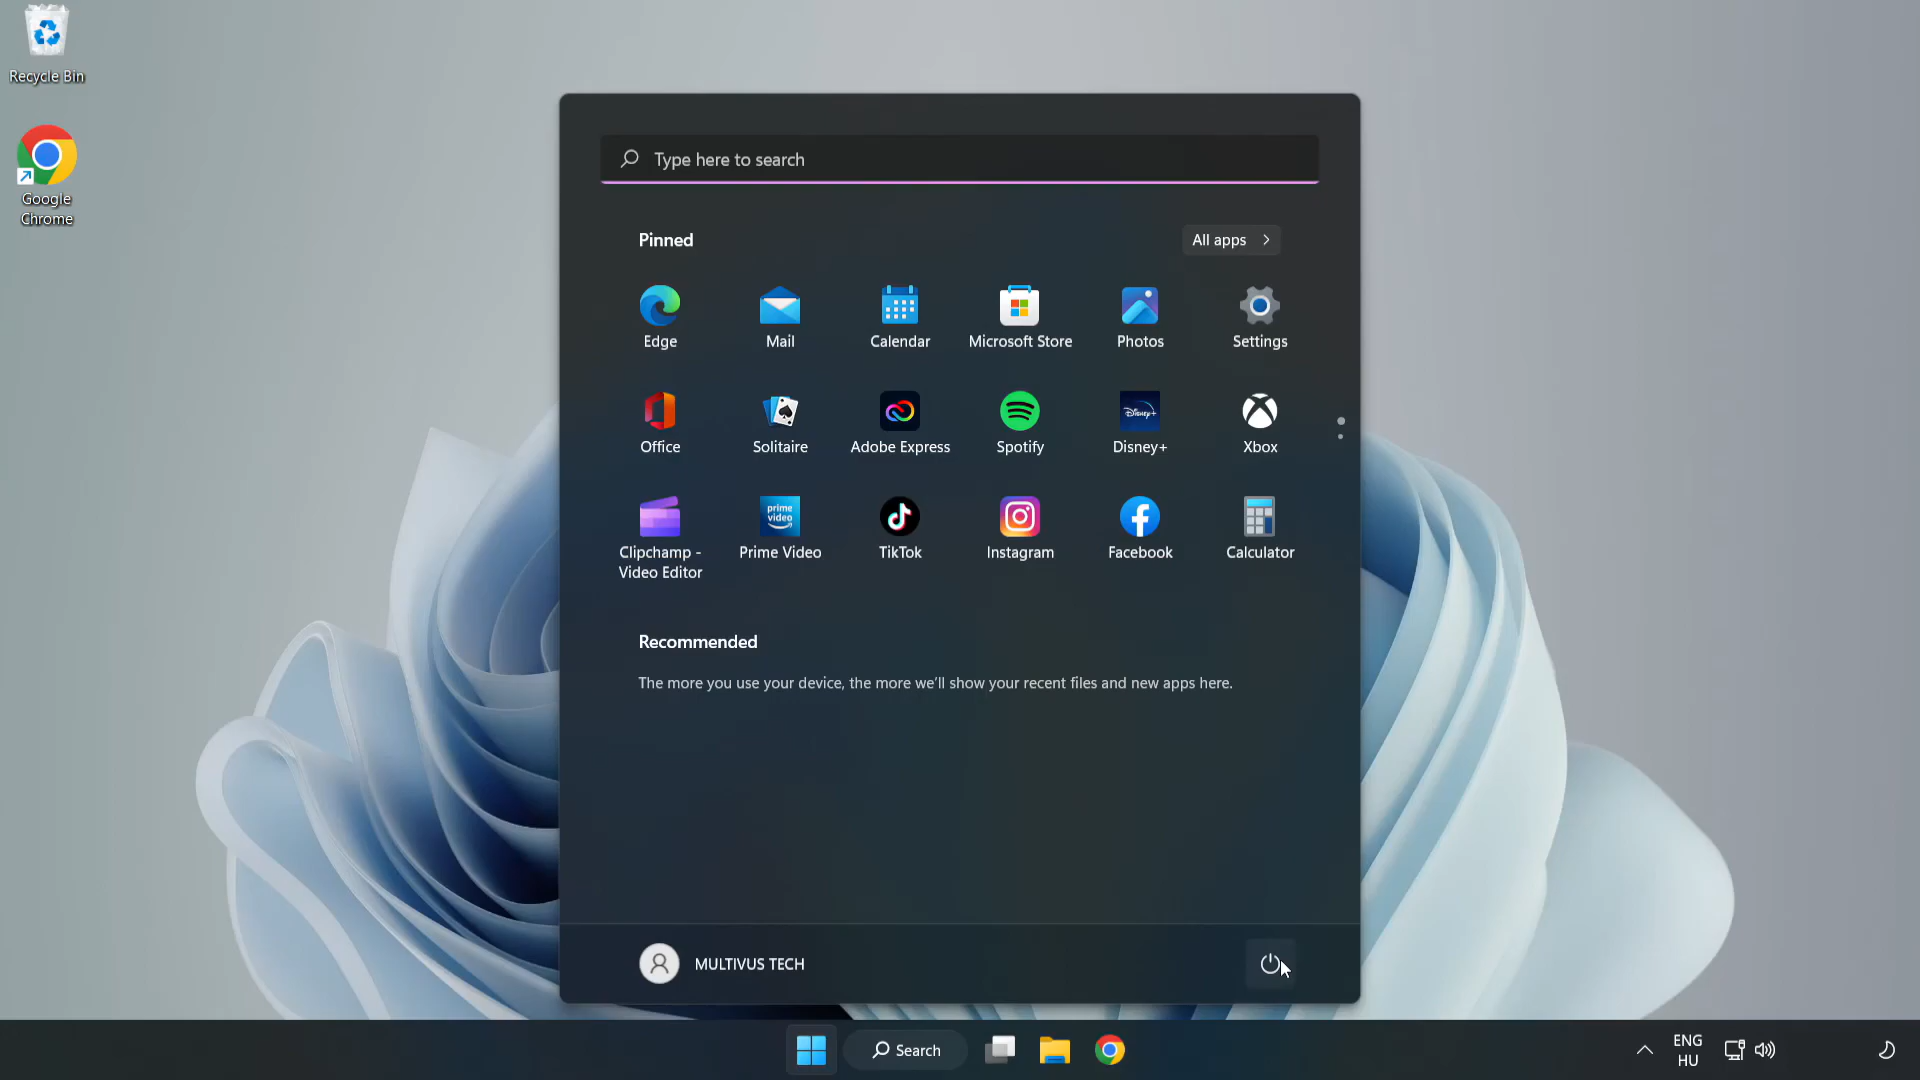 Recycle Bin
Google
Chrome
Type here to search
Pinned
All apps
Edge
Mail
Calendar
Microsoft Store
Photos
Settings
Office
Solitaire
Adobe Express
Disney+
Spotify
Disney+
Xbox
prime
video
Clipchamp -
Video Editor
Prime Video
TikTok
Instagram
Facebook
Calculator
Recommended
The more you use your device, the more we'll show your recent files and new apps here.
MULTIVUS TECH
Search
ENG
HU